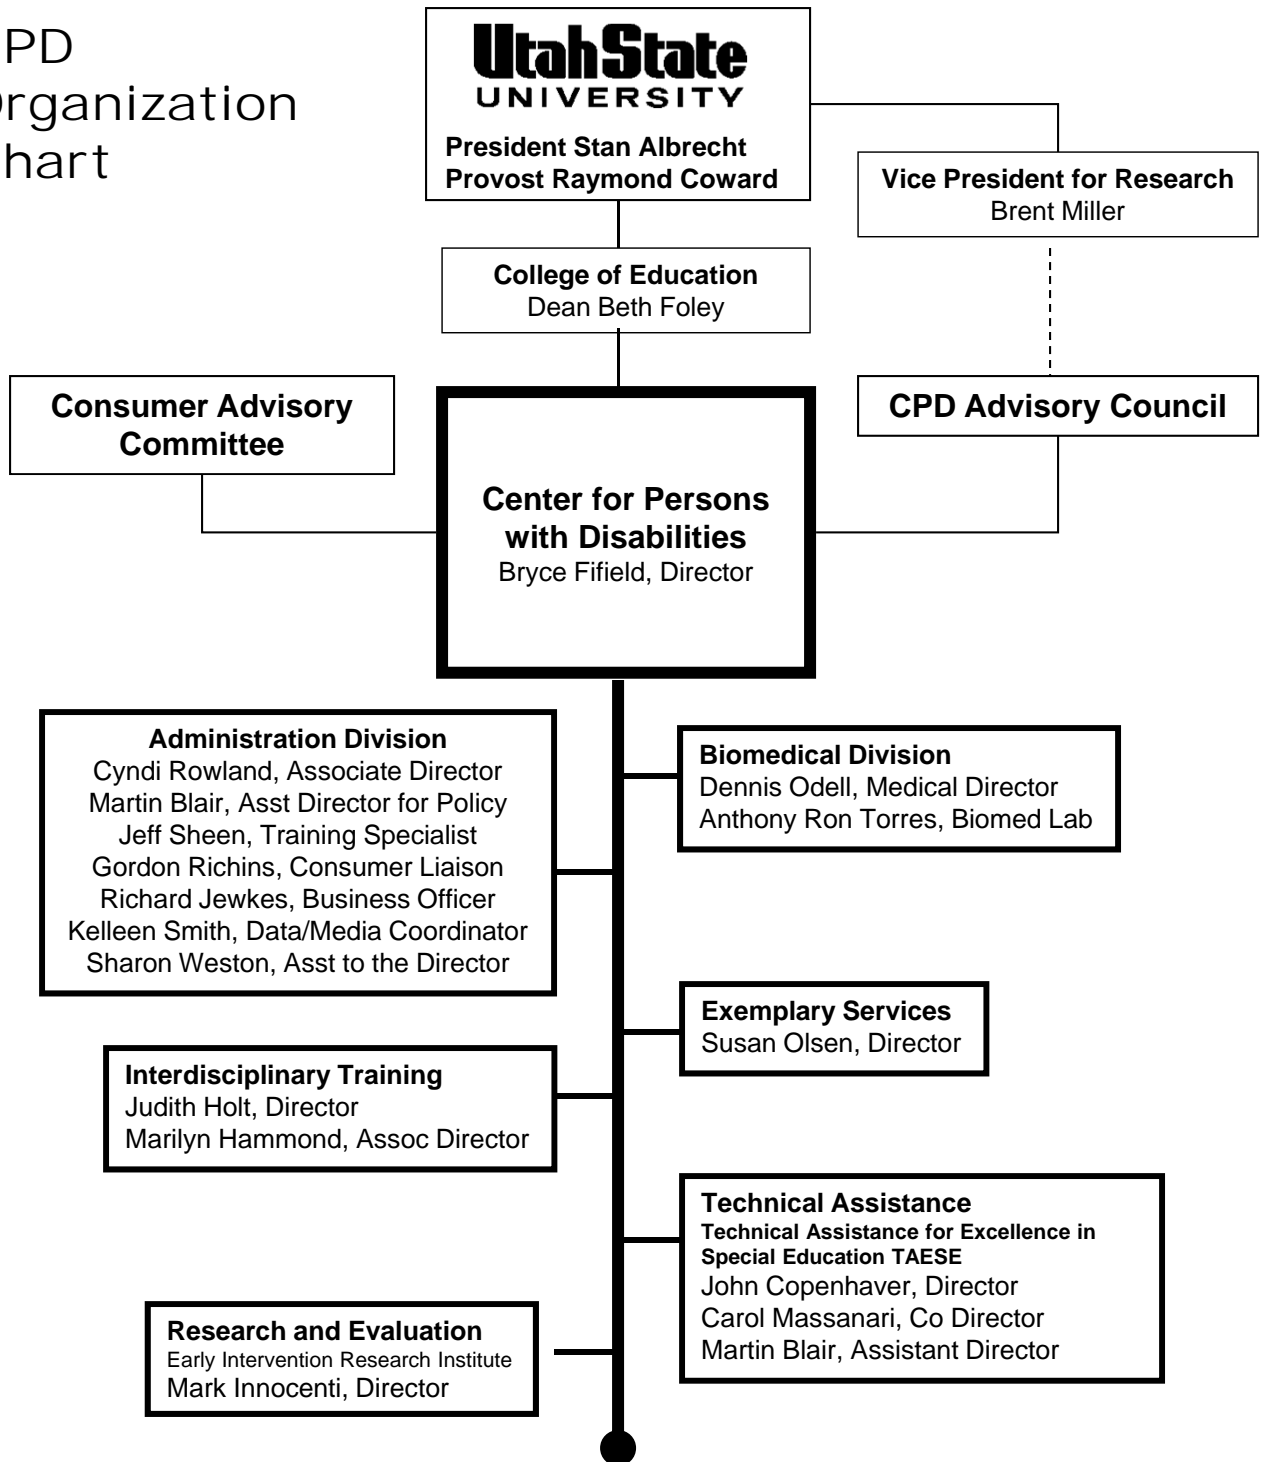 PD
rganization
hart
UtahState
UNIVERSITY
President Stan Albrecht
Provost Raymond Coward
Vice President for Research
Brent Miller
College of Education
Dean Beth Foley
Consumer Advisory
Committee
CPD Advisory Council
Center for Persons
with Disabilities
Bryce Fifield, Director
Administration Division
Cyndi Rowland, Associate Director
Martin Blair, Asst Director for Policy
Jeff Sheen, Training Specialist
Gordon Richins, Consumer Liaison
Richard Jewkes, Business Officer
Kelleen Smith, Data/Media Coordinator
Sharon Weston, Asst to the Director
Biomedical Division
Dennis Odell, Medical Director
Anthony Ron Torres, Biomed Lab
Exemplary Services
Susan Olsen, Director
Interdisciplinary Training
Judith Holt, Director
Marilyn Hammond, Assoc Director
Technical Assistance
Technical Assistance for Excellence in
Special Education TAESE
John Copenhaver, Director
Carol Massanari, Co Director
Martin Blair, Assistant Director
Research and Evaluation
Early Intervention Research Institute
Mark Innocenti, Director